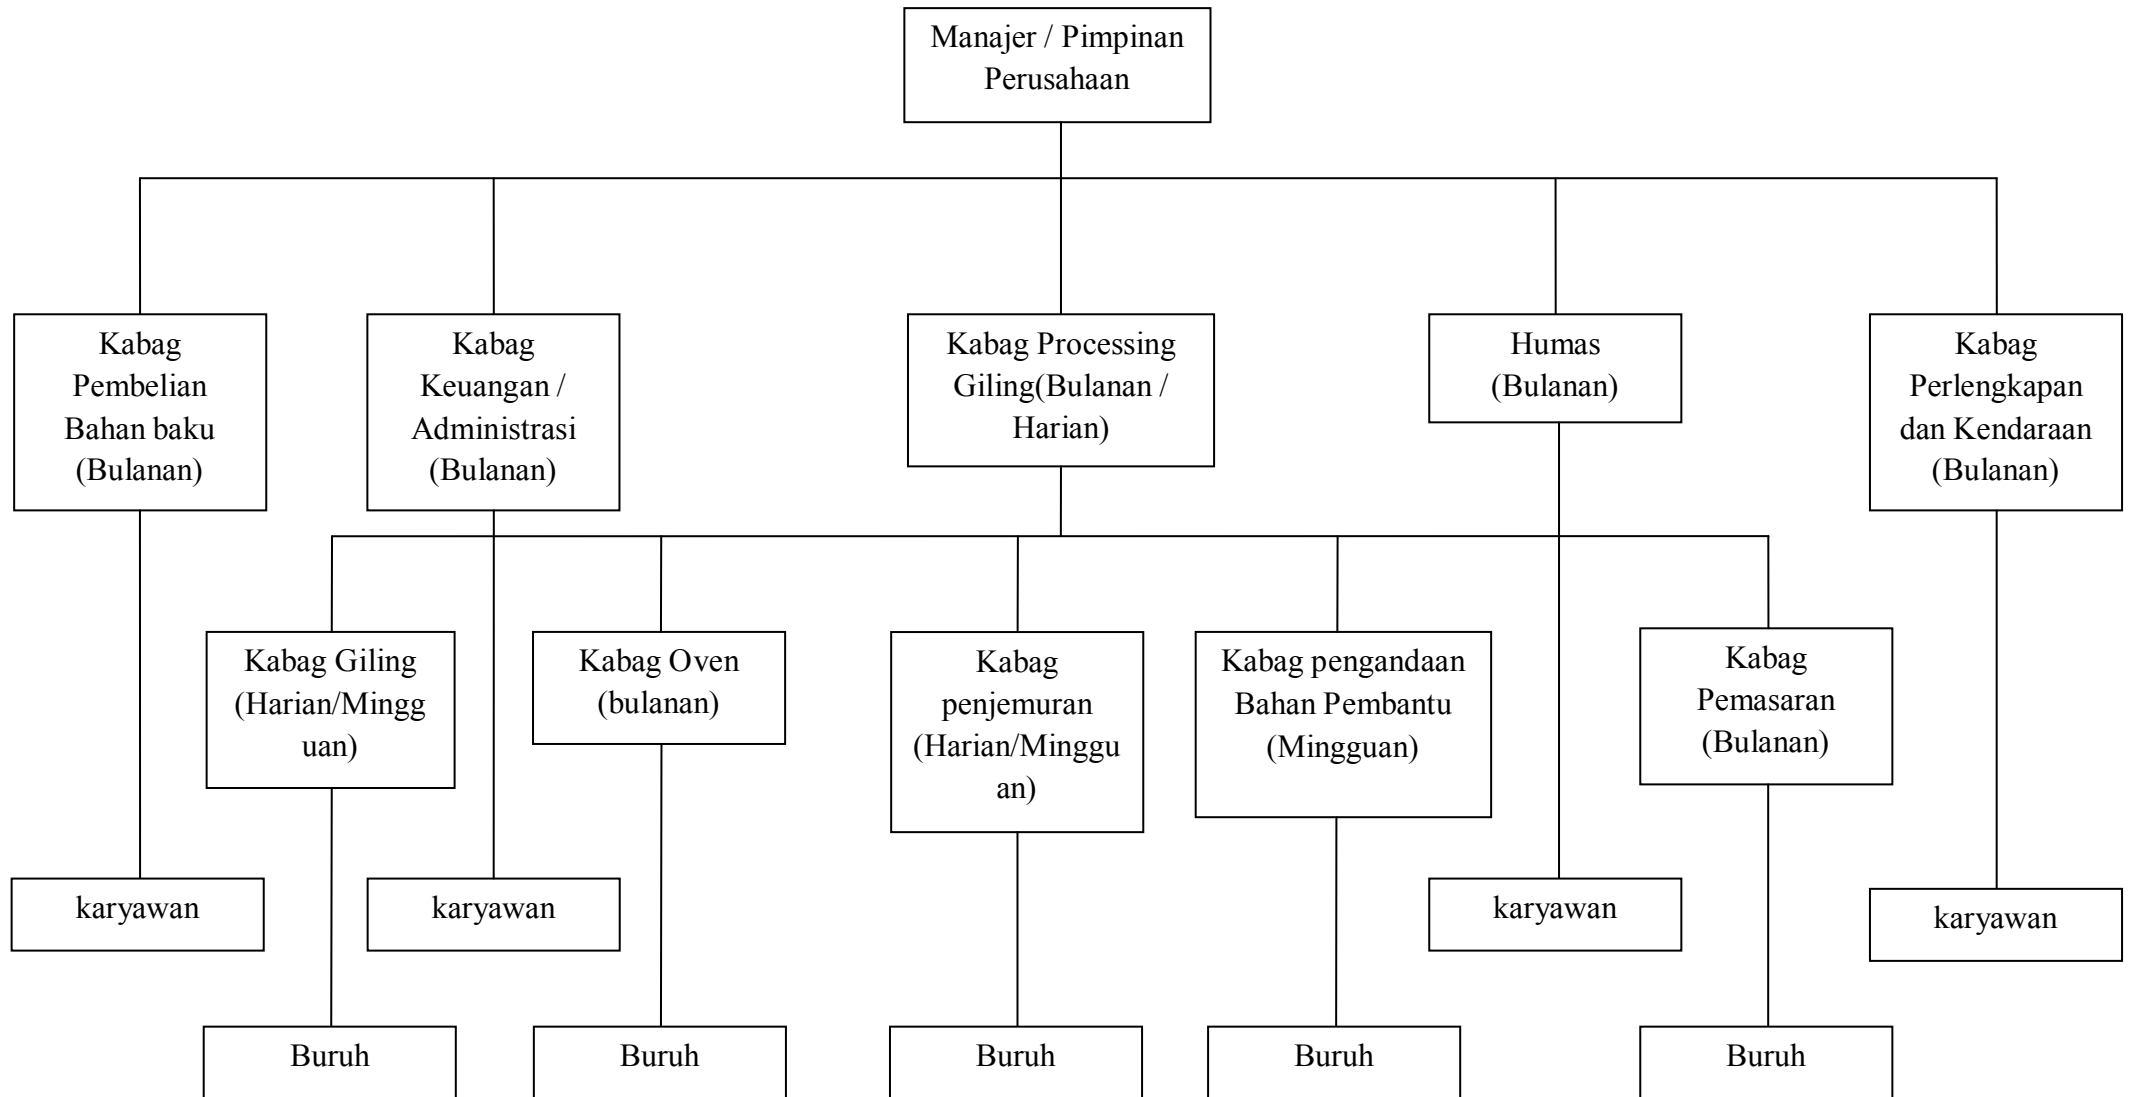 Manajer / Pimpinan
Perusahaan
Kabag
Pembelian
Bahan baku
(Bulanan)
Kabag
Keuangan /
Administrasi
(Bulanan)
Kabag Processing
Giling(Bulanan /
Harian)
Humas
(Bulanan)
Kabag
Perlengkapan
dan Kendaraan
(Bulanan)
Kabag Giling
(Harian/Mingg
uan)
Kabag Oven
(bulanan)
Kabag
penjemuran
(Harian/Minggu
an)
Kabag pengandaan
Bahan Pembantu
(Mingguan)
Kabag
Pemasaran
(Bulanan)
karyawan
karyawan
karyawan
karyawan
Buruh
Buruh
Buruh
Buruh
Buruh